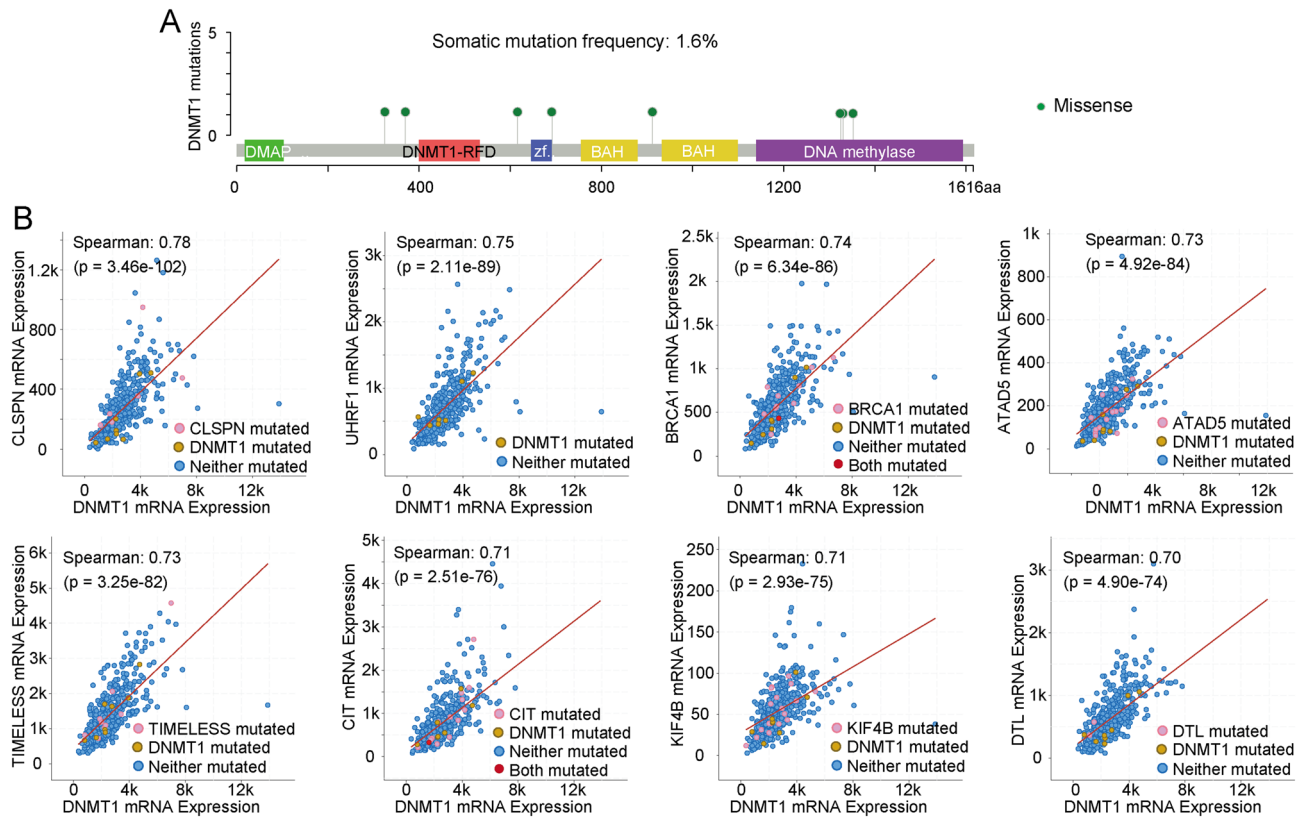 A
Somatic mutation frequency: 1.6%
DNMT1 mutations
5
0
Missense
DMAP
DNMT1-RFD
zf.
BAH
BAH
DNA methylase
0
400
800
1200
1616aa
B
Spearman: 0.78
(p = 3.46e-102)
CLSPN mRNA Expression
1.2k
800
400
0
CLSPN mutated
DNMT1 mutated
Neither mutated
0 4k 8k 12k
DNMT1 mRNA Expression
Spearman: 0.75
(p = 2.11e-89)
UHRF1 mRNA Expression
3k
2k
1k
0
DNMT1 mutated
Neither mutated
0 4k 8k 12k
DNMT1 mRNA Expression
Spearman: 0.74
(p = 6.34e-86)
BRCA1 mRNA Expression
2.5k
2k
1.5k
1k
500
0
BRCA1 mutated
DNMT1 mutated
Neither mutated
Both mutated
0 4k 8k 12k
DNMT1 mRNA Expression
Spearman: 0.73
(p = 4.92e-84)
ATAD5 mRNA Expression
1k
800
600
400
200
0
ATAD5 mutated
DNMT1 mutated
Neither mutated
0 4k 8k 12k
DNMT1 mRNA Expression
Spearman: 0.73
(p = 3.25e-82)
TIMELESS mRNA Expression
6k
5k
4k
3k
2k
1k
0
TIMELESS mutated
DNMT1 mutated
Neither mutated
0 4k 8k 12k
DNMT1 mRNA Expression
Spearman: 0.71
(p = 2.51e-76)
CIT mRNA Expression
5k
4k
3k
2k
1k
0
CIT mutated
DNMT1 mutated
Neither mutated
Both mutated
0 4k 8k 12k
DNMT1 mRNA Expression
Spearman: 0.71
(p = 2.93e-75)
KIF4B mRNA Expression
250
200
150
100
50
0
KIF4B mutated
DNMT1 mutated
Neither mutated
0 4k 8k 12k
DNMT1 mRNA Expression
Spearman: 0.70
(p = 4.90e-74)
DTL mRNA Expression
3k
2k
1k
0
DTL mutated
DNMT1 mutated
Neither mutated
0 4k 8k 12k
DNMT1 mRNA Expression